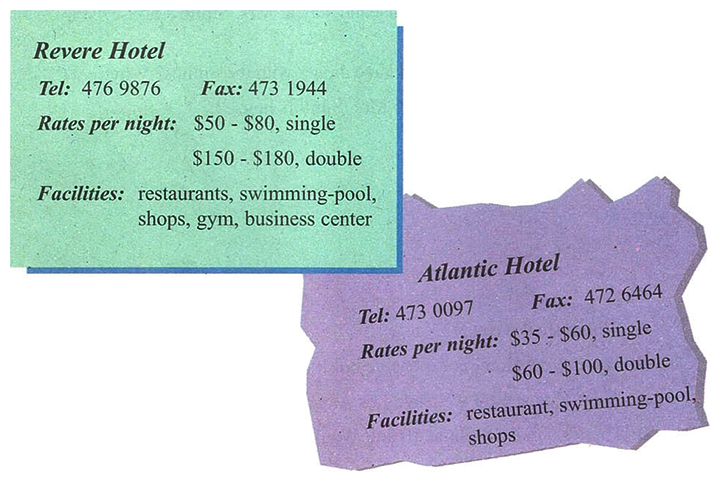 Revere Hotel
Tel: 476 9876 Fax: 473 1944
Rates per night: $50 - $80, single
$150 - $180, double
Facilities: restaurants, swimming-pool,
shops, gym, business center
Atlantic Hotel
Tel: 473 0097 Fax: 472 6464
Rates per night: $35 - $60, single
$60 - $100, double
Facilities: restaurant, swimming-pool,
shops